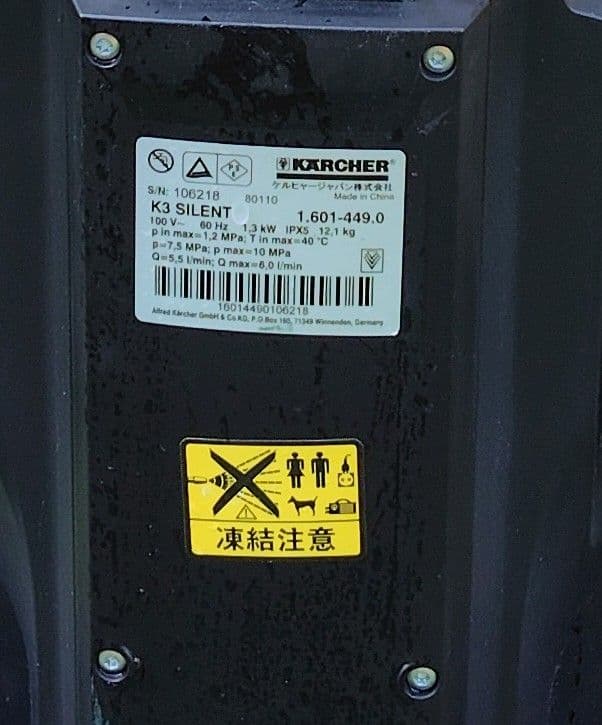 KÄRCHER
ケルヒャージャパン株式会社
Made in China
S/N: 106218 80110
K3 SILENT 1.601-449.0
100 V~ 60 Hz 1,3 kW IPX5 12,1 kg
p in max=1,2 MPa; T in max=40 °C
p=7,5 MPa; p max=10 MPa
Q=5,5 l/min; Q max=6,0 l/min
16014490106218
Alfred Kärcher GmbH & Co.KG, P.O.Box 160, 71349 Winnenden, Germany
凍結注意